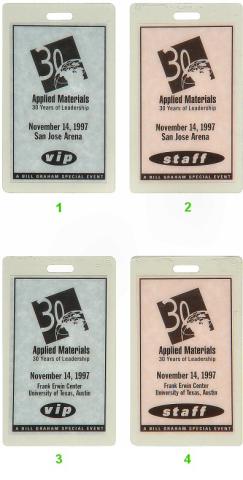 30
Applied Materials
30 Years of Leadership
November 14, 1997
San Jose Arena
vip
A BILL GRAHAM SPECIAL EVENT
1
30
Applied Materials
30 Years of Leadership
November 14, 1997
San Jose Arena
staff
A BILL GRAHAM SPECIAL EVENT
2
30
Applied Materials
30 Years of Leadership
November 14, 1997
Frank Erwin Center
University of Texas, Austin
vip
A BILL GRAHAM SPECIAL EVENT
3
30
Applied Materials
30 Years of Leadership
November 14, 1997
Frank Erwin Center
University of Texas, Austin
staff
A BILL GRAHAM SPECIAL EVENT
4